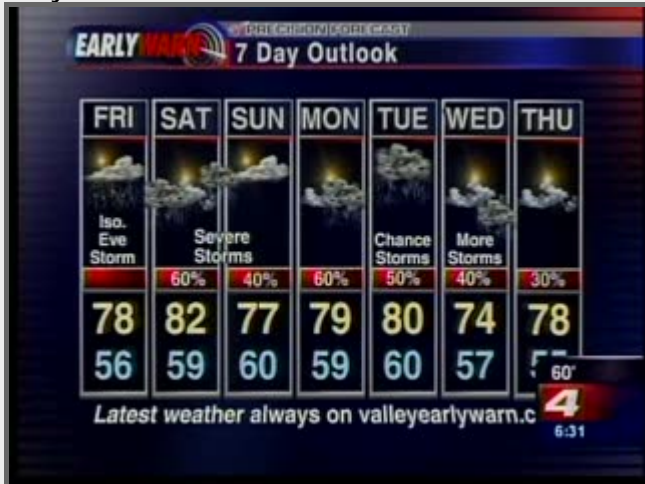 PRECISION FORECAST
EARLY WARN
7 Day Outlook
FRI SAT SUN MON TUE WED THU
Iso.
Eve
Storm
Severe
Storms
Chance
Storms
More
Storms
60% 40% 60% 50% 40% 30%
78 82 77 79 80 74 78
56 59 60 59 60 57
60°
Latest weather always on valleyearlywarn.c
4
6:31